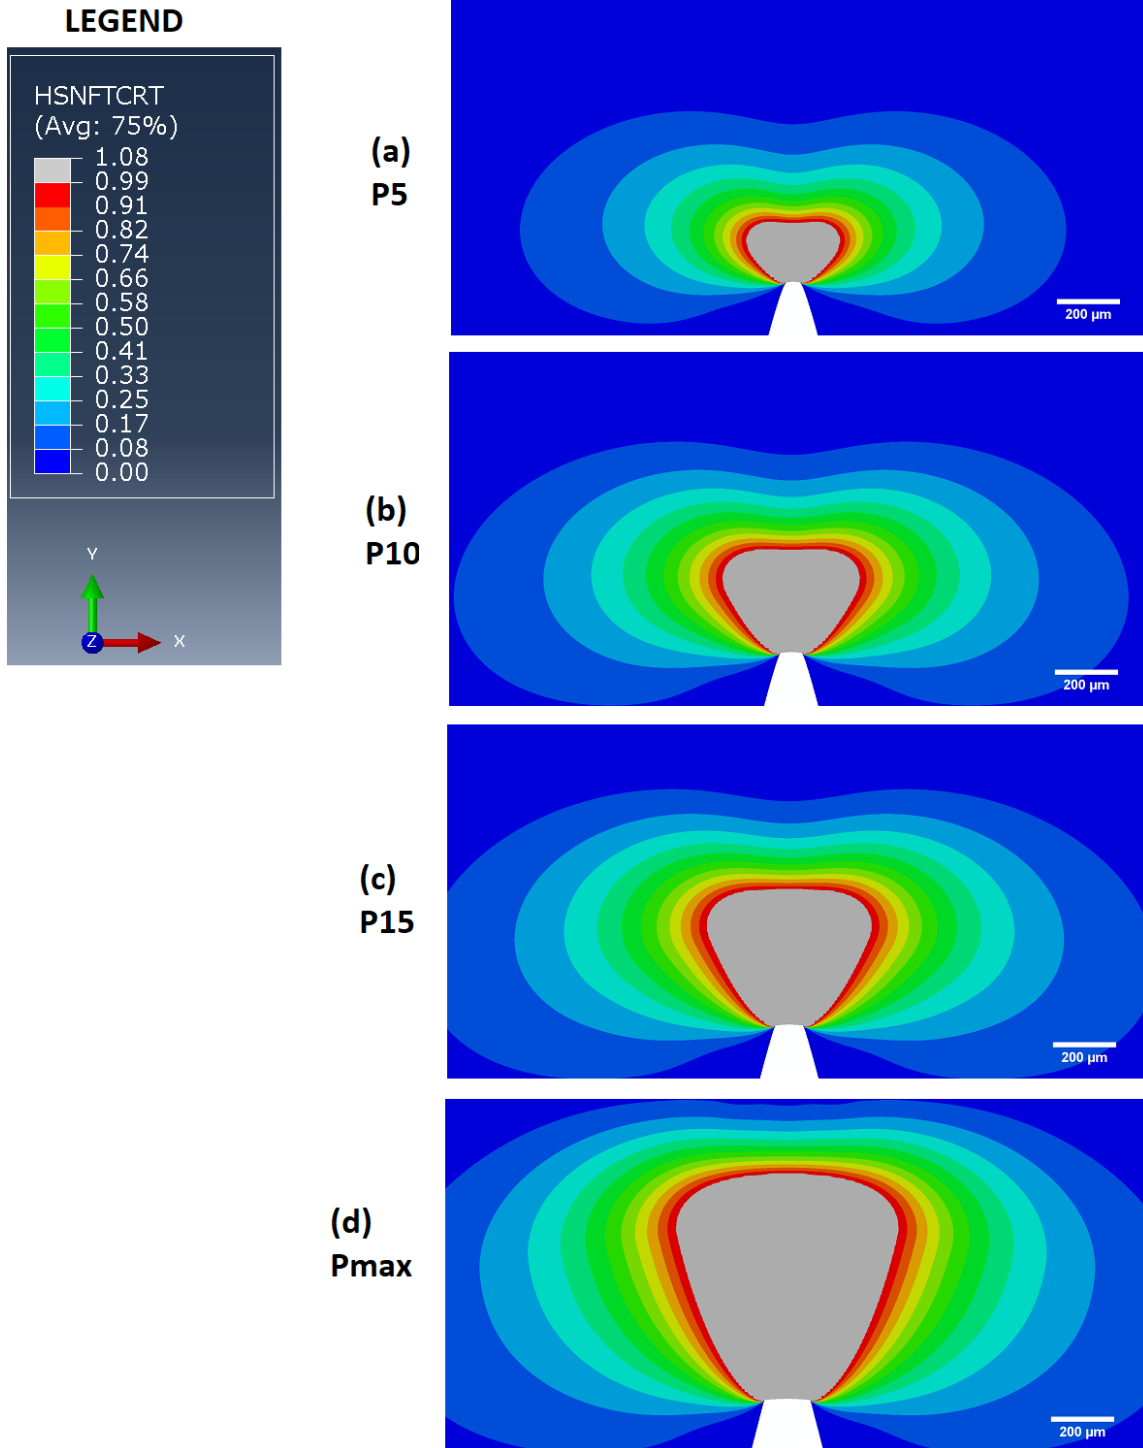 LEGEND
HSNFTCRT
(Avg: 75%)
1.08
0.99
0.91
0.82
0.74
0.66
0.58
0.50
0.41
0.33
0.25
0.17
0.08
0.00
Y
Z
X
(a)
P5
200 µm
(b)
P10
200 µm
(c)
P15
200 µm
(d)
Pmax
200 µm